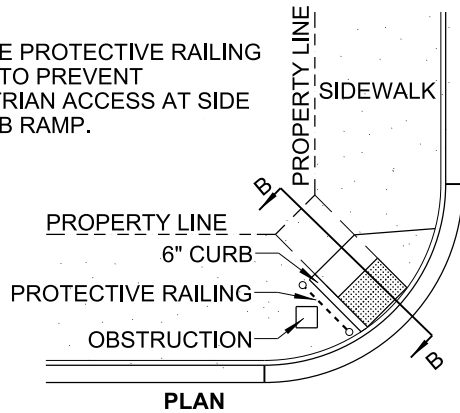 E PROTECTIVE RAILING
TO PREVENT
TRIAN ACCESS AT SIDE
B RAMP.
PROPERTY LINE
SIDEWALK
B
PROPERTY LINE
6" CURB
PROTECTIVE RAILING
OBSTRUCTION
B
PLAN